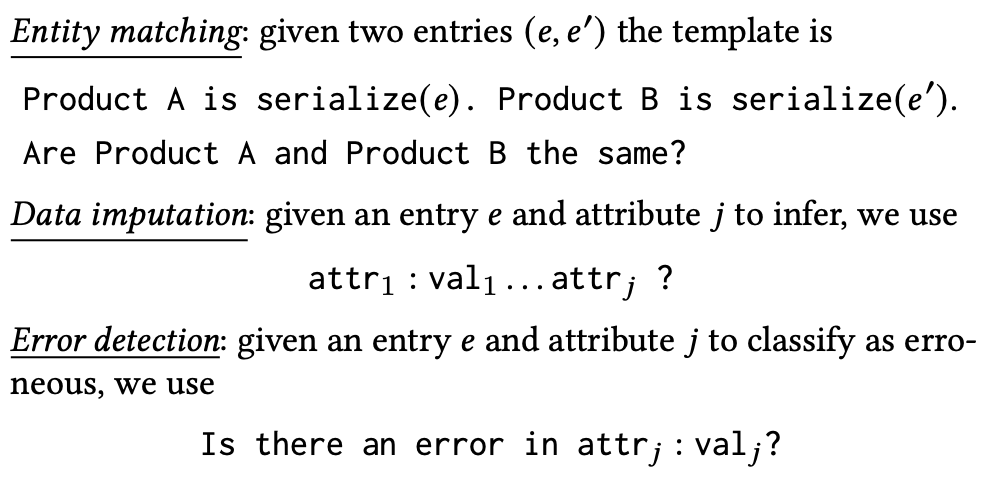 Entity matching: given two entries (e, e′) the template is
Product A is serialize(e). Product B is serialize(e′).
Are Product A and Product B the same?
Data imputation: given an entry e and attribute j to infer, we use
attr₁ : val₁ ... attrⱼ ?
Error detection: given an entry e and attribute j to classify as erro-
neous, we use
Is there an error in attrⱼ : valⱼ?